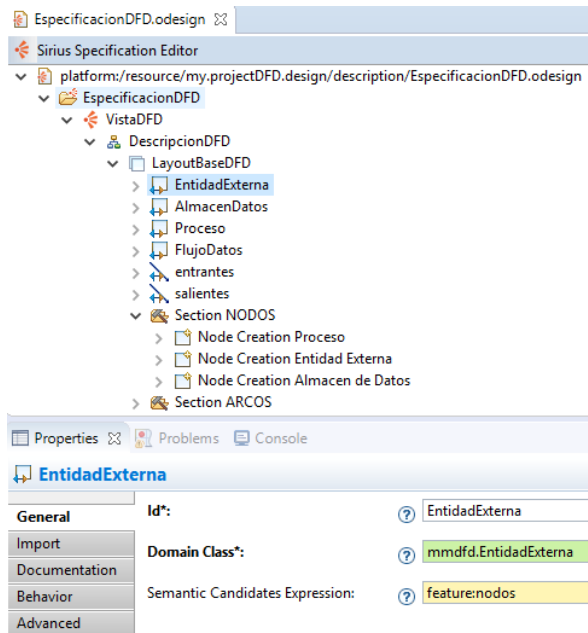 EspecificacionDFD.odesign
Sirius Specification Editor
platform:/resource/my.projectDFD.design/description/EspecificacionDFD.odesign
EspecificacionDFD
VistaDFD
DescripcionDFD
LayoutBaseDFD
EntidadExterna
AlmacenDatos
Proceso
FlujoDatos
entrantes
salientes
Section NODOS
Node Creation Proceso
Node Creation Entidad Externa
Node Creation Almacen de Datos
Section ARCOS
Properties Problems Console
EntidadExterna
General Id*: ? EntidadExterna
Import
Domain Class*: ? mmdfd.EntidadExterna
Documentation
Behavior Semantic Candidates Expression: ? feature:nodos
Advanced